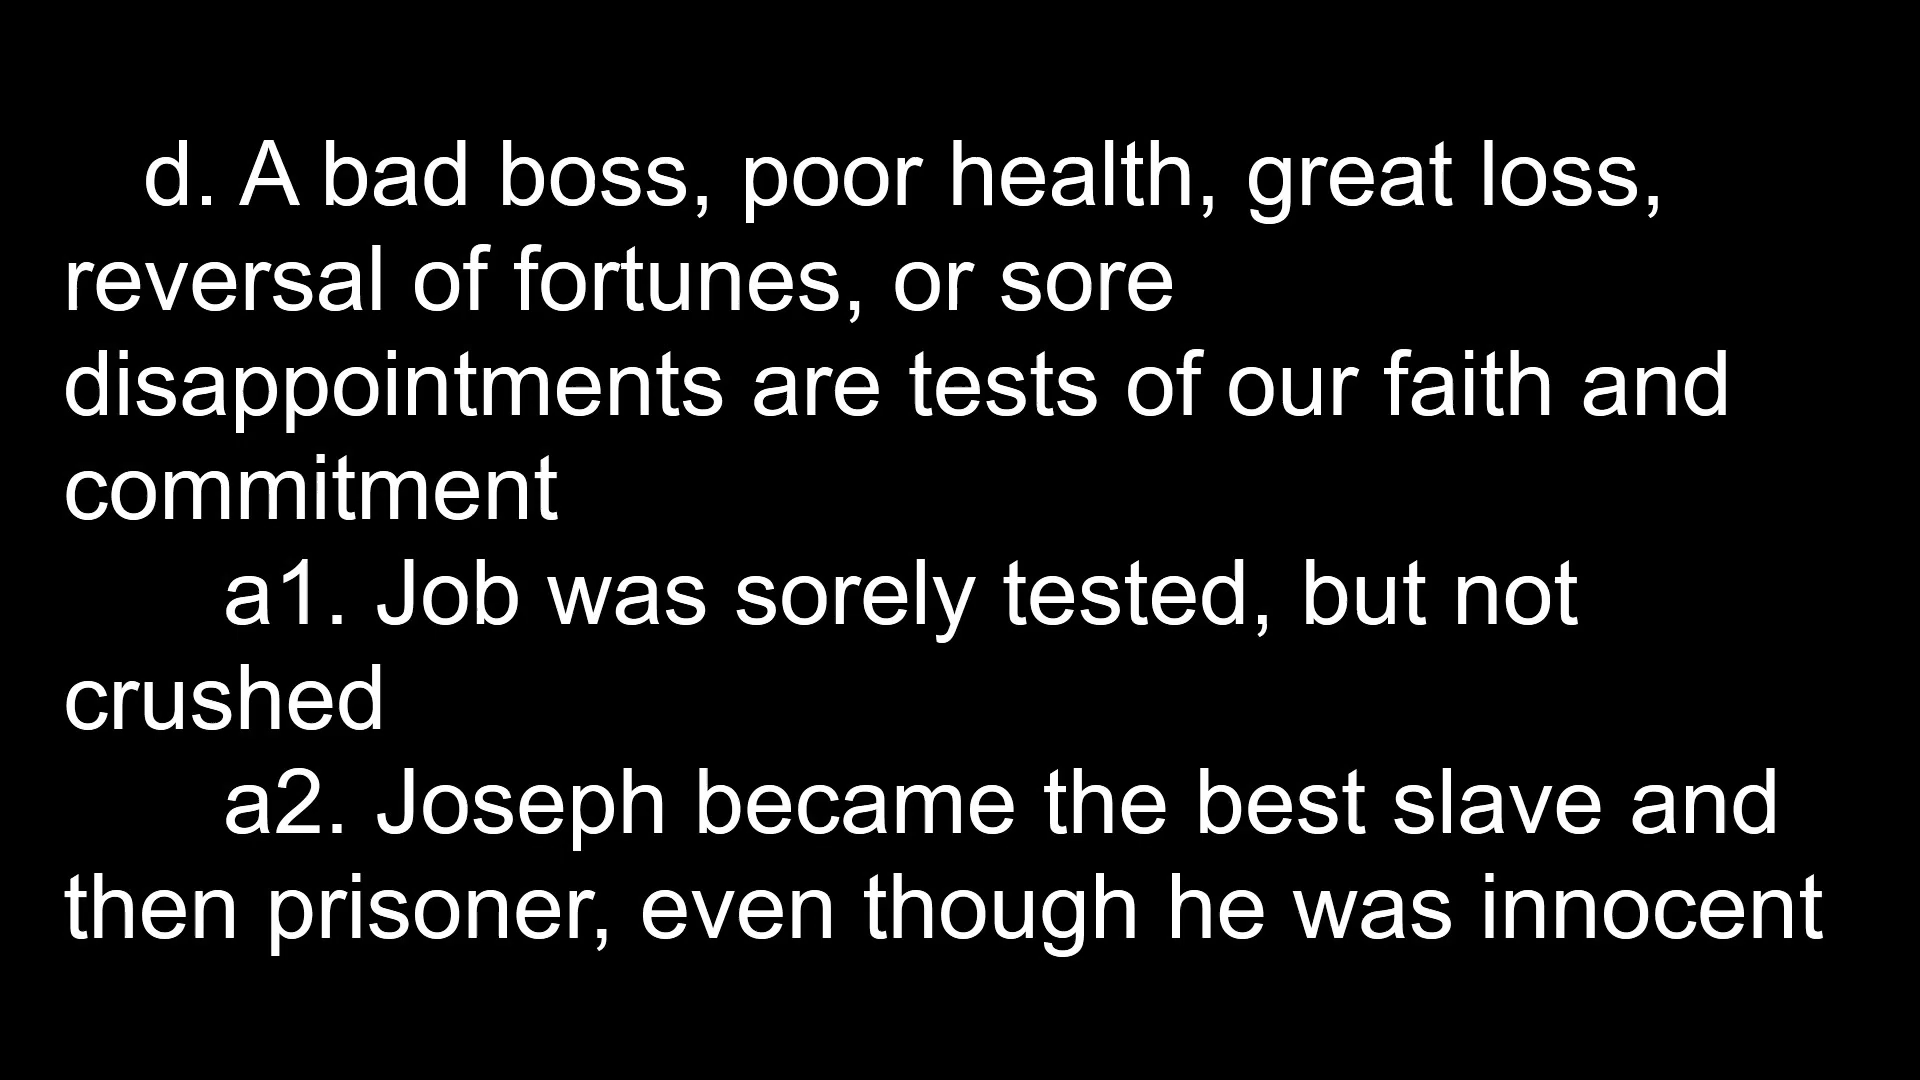 d. A bad boss, poor health, great loss,
reversal of fortunes, or sore
disappointments are tests of our faith and
commitment
a1. Job was sorely tested, but not
crushed
a2. Joseph became the best slave and
then prisoner, even though he was innocent